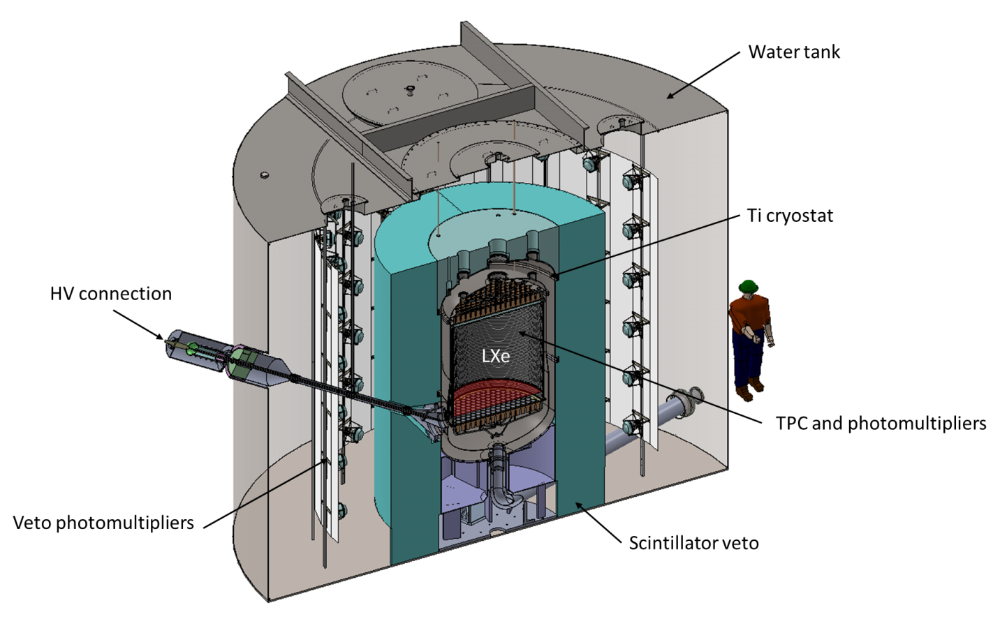 Water tank
Ti cryostat
HV connection
LXe
TPC and photomultipliers
Veto photomultipliers
Scintillator veto